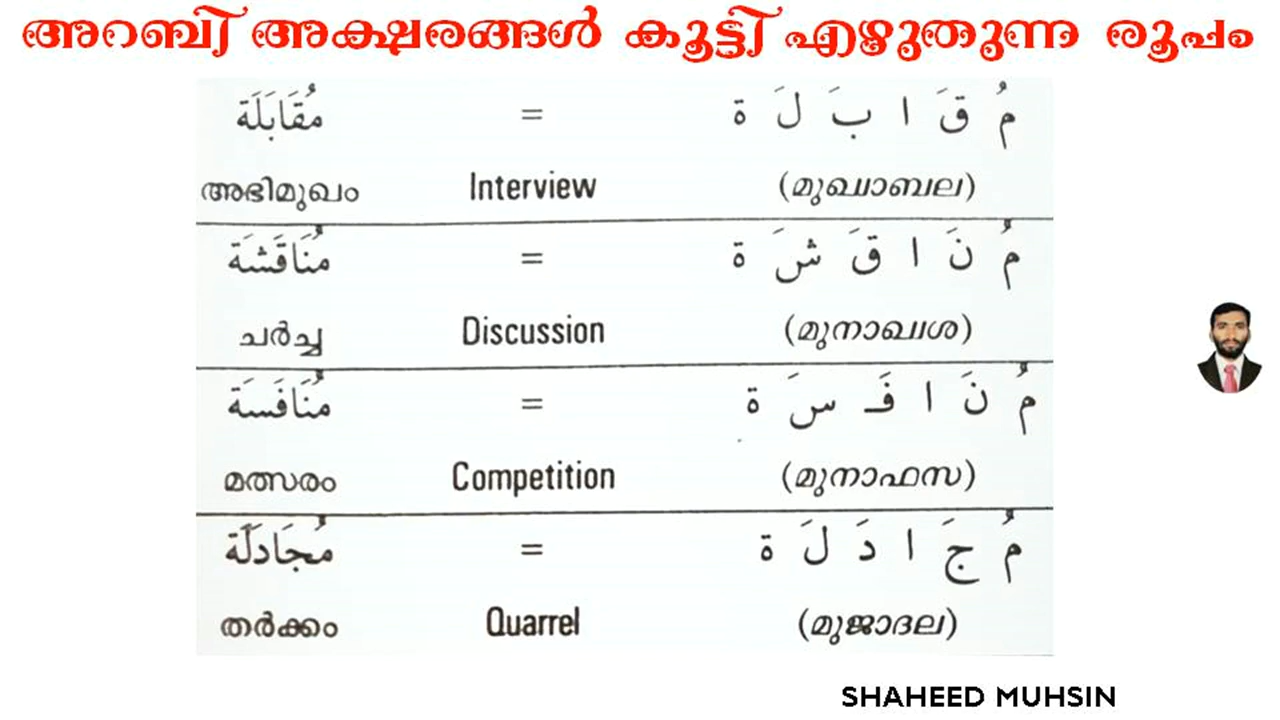 അറബി അക്ഷരങ്ങൾ കൂട്ടി എഴുതുന്ന രൂപം
مُ قَ ا بَ لَ ة = مُقَابَلَة
അഭിമുഖം Interview (മുഖാബല)
مُ نَ ا قَ شَ ة = مُنَاقَشَة
ചർച്ച Discussion (മുനാഖശ)
مُ نَ ا فَـ سَ ة = مُنَافَسَة
മത്സരം Competition (മുനാഫസ)
مُ جَ ا دَ لَ ة = مُجَادَلَة
തർക്കം Quarrel (മുജാദല)
SHAHEED MUHSIN